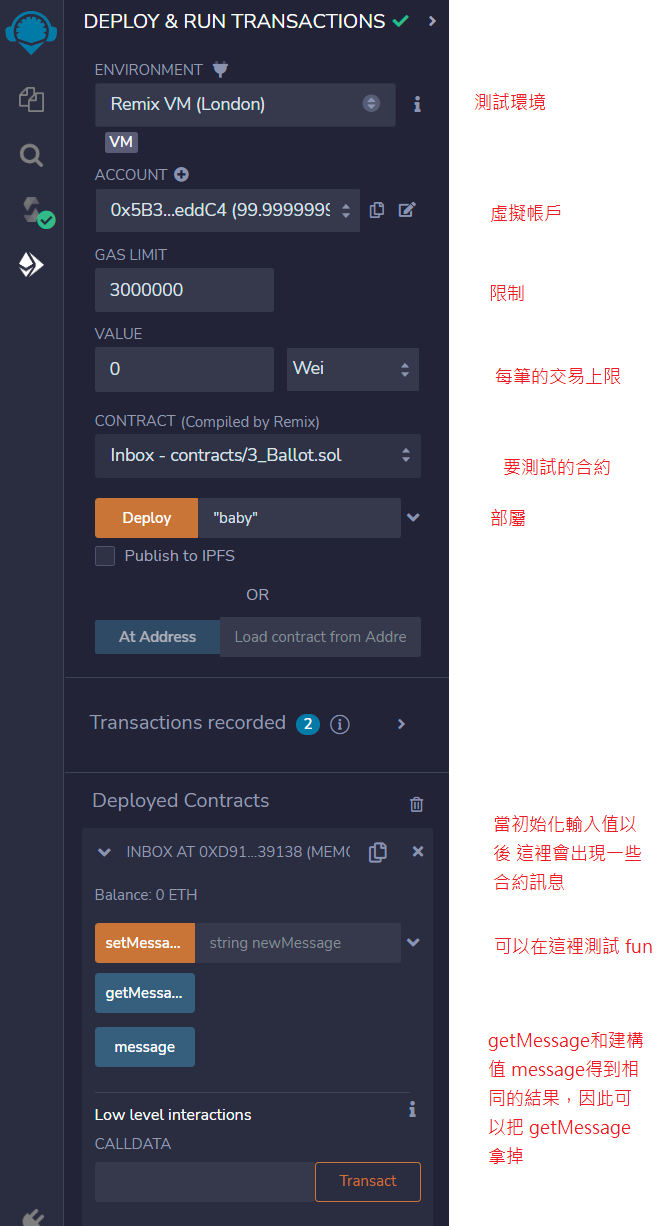 DEPLOY & RUN TRANSACTIONS
ENVIRONMENT
Remix VM (London)
測試環境
VM
ACCOUNT
0x5B3...eddC4 (99.9999999
虛擬帳戶
GAS LIMIT
3000000
限制
VALUE
0
Wei
每筆的交易上限
CONTRACT (Compiled by Remix)
Inbox - contracts/3_Ballot.sol
要測試的合約
Deploy
"baby"
部屬
Publish to IPFS
OR
At Address
Load contract from Addre
Transactions recorded 2
Deployed Contracts
INBOX AT 0XD91...39138 (MEMO
當初始化輸入值以
後 這裡會出現一些
合約訊息
Balance: 0 ETH
setMessa...
string newMessage
可以在這裡測試 fun
getMessa...
message
getMessage和建構
值 message得到相
同的結果，因此可
以把 getMessage
拿掉
Low level interactions
CALLDATA
Transact